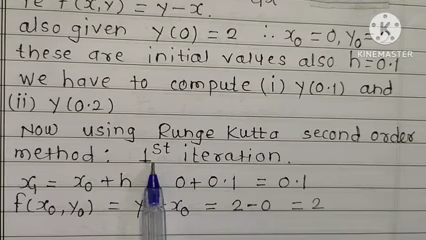 ie f(x,y) = y-x.
also given y(0) = 2 ∴ x₀ = 0, y₀ =
KINEMASTER
these are initial values also h=0.1
we have to compute (i) y(0.1) and
(ii) y(0.2)
Now using Runge Kutta second order
method: 1st iteration.
x₁ = x₀ + h 0 + 0.1 = 0.1
f(x₀, y₀) = y x₀ = 2-0 = 2